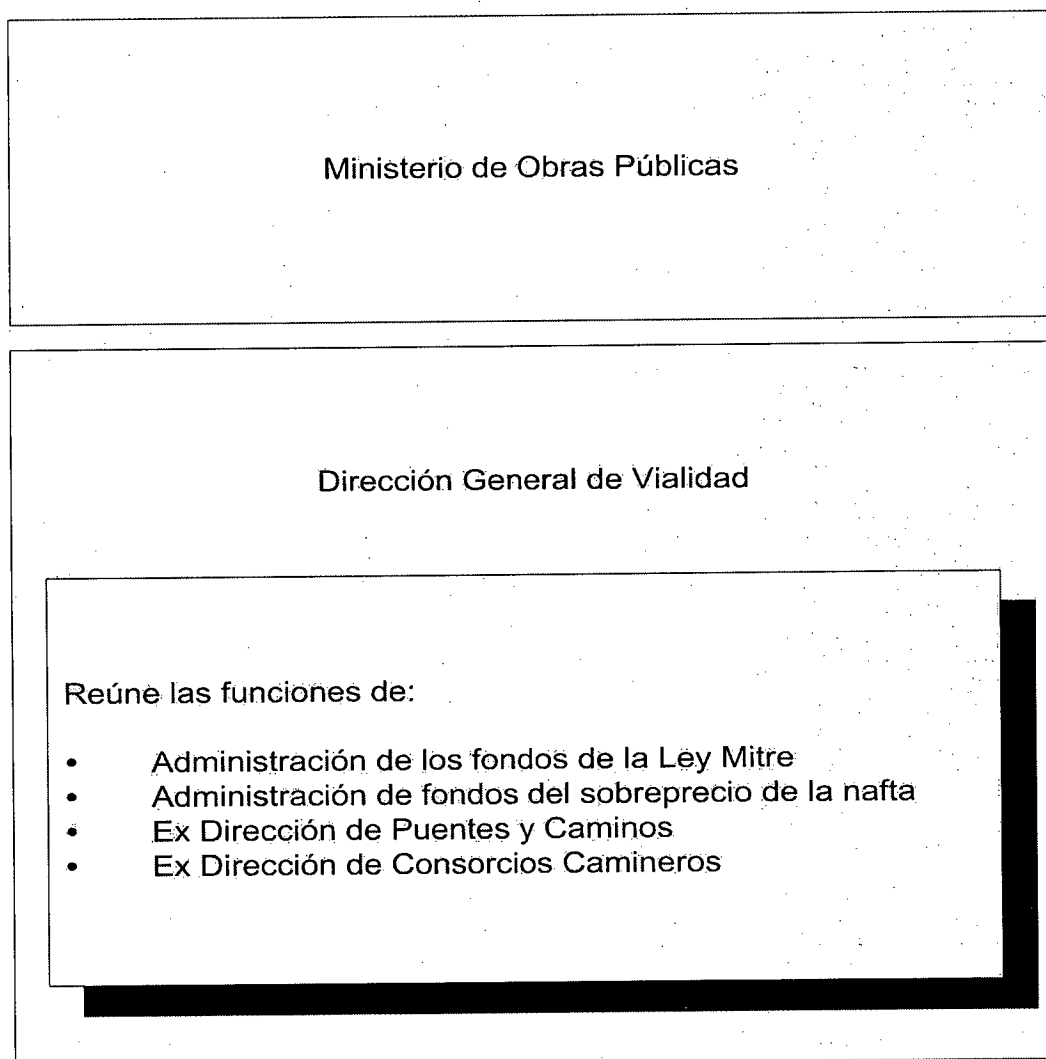 Ministerio de Obras Públicas
Dirección General de Vialidad
Reúne las funciones de:
• Administración de los fondos de la Ley Mitre
• Administración de fondos del sobreprecio de la nafta
• Ex Dirección de Puentes y Caminos
• Ex Dirección de Consorcios Camineros